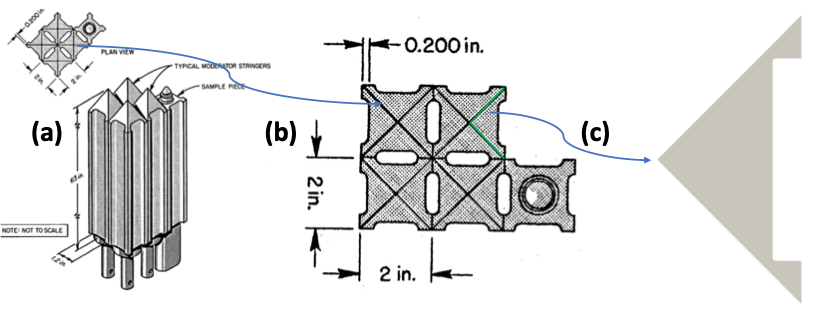 0.200 in.
PLAN VIEW
2 in.
2 in.
TYPICAL MODERATOR STRINGERS
SAMPLE PIECE
(a)
63 in.
NOTE: NOT TO SCALE
1.2 in.
(b)
0.200 in.
2 in.
2 in.
(c)